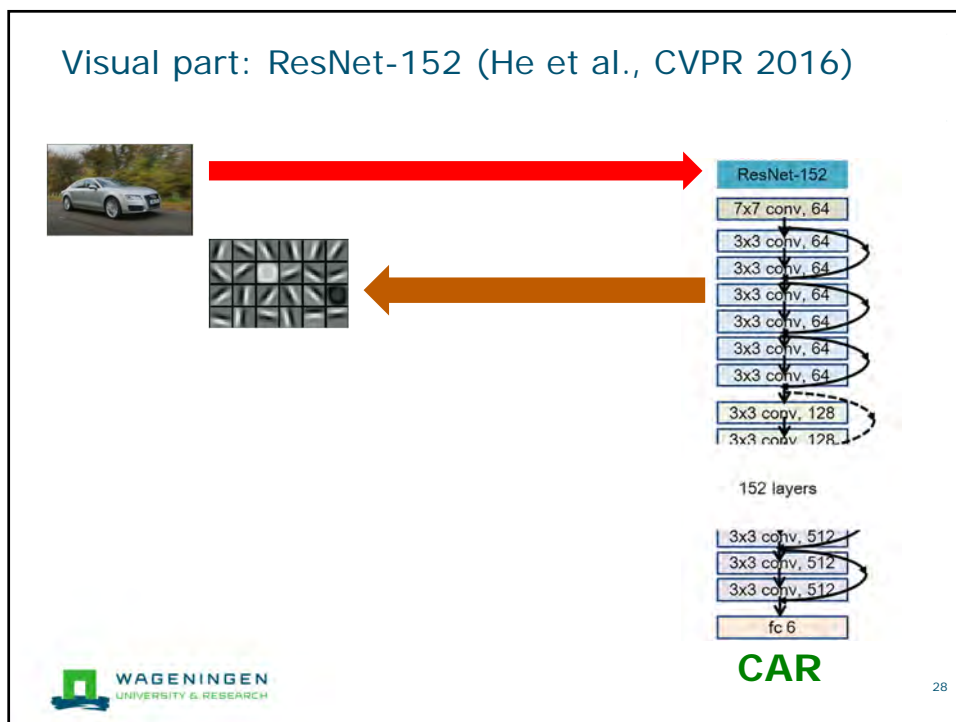 Visual part: ResNet-152 (He et al., CVPR 2016)
ResNet-152
7x7 conv, 64
3x3 conv, 64
3x3 conv, 64
3x3 conv, 64
3x3 conv, 64
3x3 conv, 64
3x3 conv, 64
3x3 conv, 128
3x3 conv, 128
152 layers
3x3 conv, 512
3x3 conv, 512
3x3 conv, 512
fc 6
CAR
WAGENINGEN
UNIVERSITY & RESEARCH
28